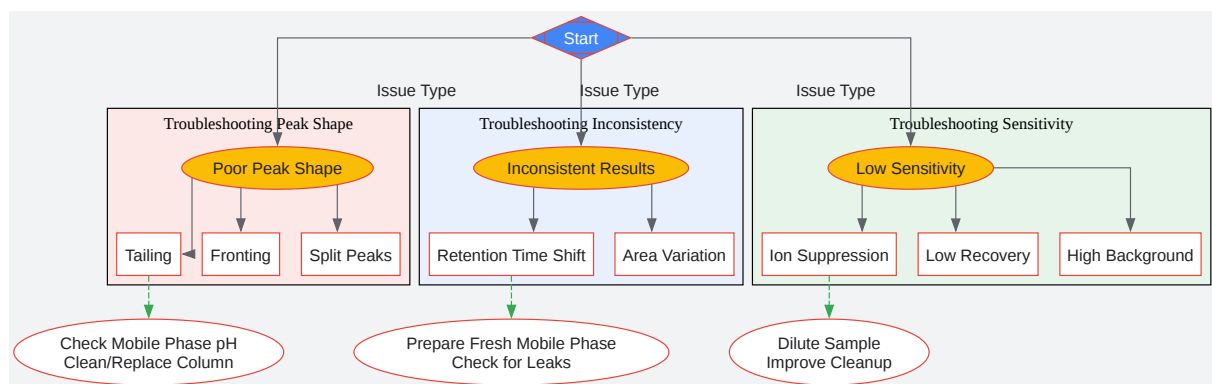 Start
Issue Type
Issue Type
Issue Type
Troubleshooting Peak Shape
Troubleshooting Inconsistency
Troubleshooting Sensitivity
Poor Peak Shape
Inconsistent Results
Low Sensitivity
Tailing
Fronting
Split Peaks
Retention Time Shift
Area Variation
Ion Suppression
Low Recovery
High Background
Check Mobile Phase pH
Clean/Replace Column
Prepare Fresh Mobile Phase
Check for Leaks
Dilute Sample
Improve Cleanup